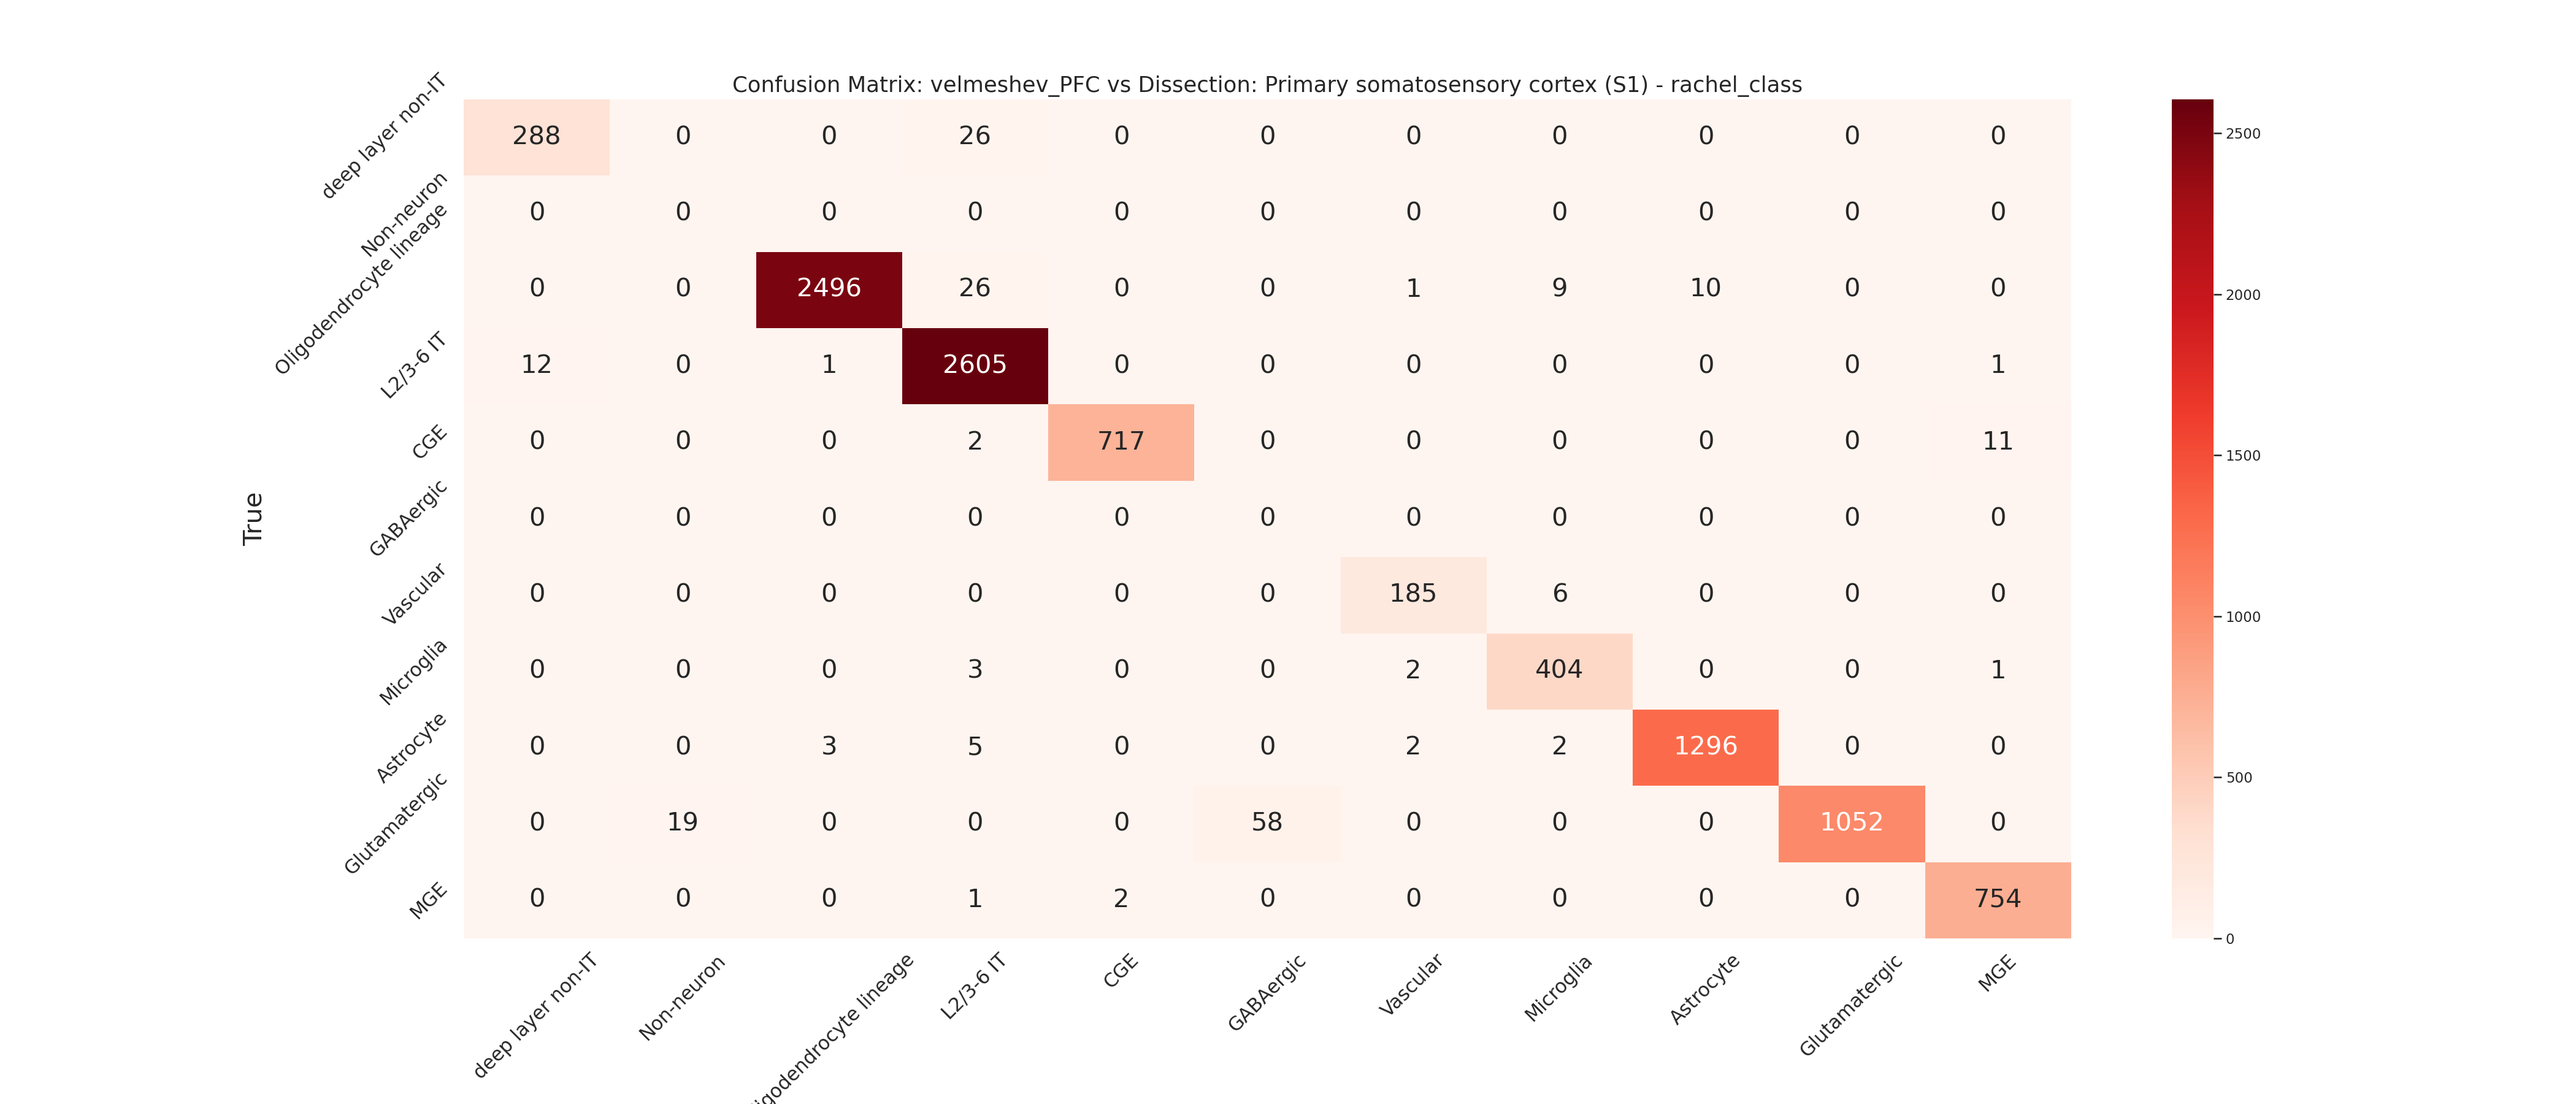 Confusion Matrix: velmeshev_PFC vs Dissection: Primary somatosensory cortex (S1) - rachel_class
True
deep layer non-IT 288 0 0 26 0 0 0 0 0 0 0
Non-neuron 0 0 0 0 0 0 0 0 0 0 0
Oligodendrocyte lineage 0 0 2496 26 0 0 1 9 10 0 0
L2/3-6 IT 12 0 1 2605 0 0 0 0 0 0 1
CGE 0 0 0 2 717 0 0 0 0 0 11
GABAergic 0 0 0 0 0 0 0 0 0 0 0
Vascular 0 0 0 0 0 0 185 6 0 0 0
Microglia 0 0 0 3 0 0 2 404 0 0 1
Astrocyte 0 0 3 5 0 0 2 2 1296 0 0
Glutamatergic 0 19 0 0 0 58 0 0 0 1052 0
MGE 0 0 0 1 2 0 0 0 0 0 754
deep layer non-IT Non-neuron igodendrocyte lineage L2/3-6 IT CGE GABAergic Vascular Microglia Astrocyte Glutamatergic MGE
2500
2000
1500
1000
500
0